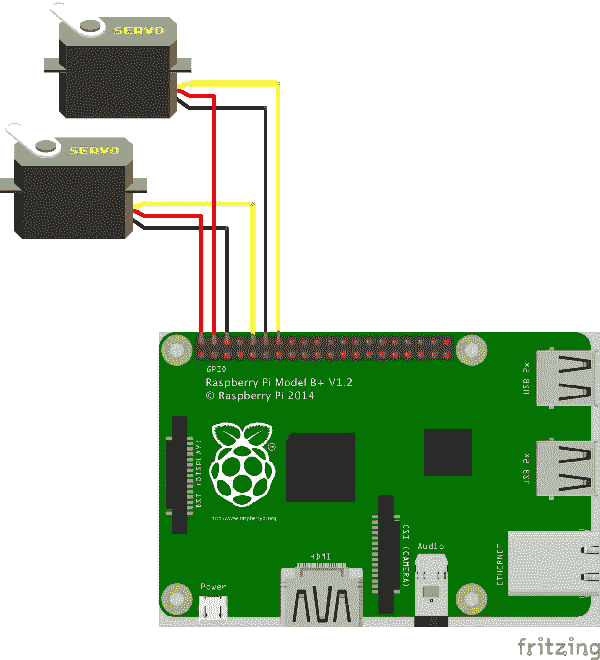 SERVO
SERVO
GPIO
Raspberry Pi Model B+ V1.2
© Raspberry Pi 2014
USB 2x
DSI (DISPLAY)
USB 2x
http://www.raspberrypi.org
HDMI
CSI (CAMERA)
Audio
ETHERNET
Power
fritzing